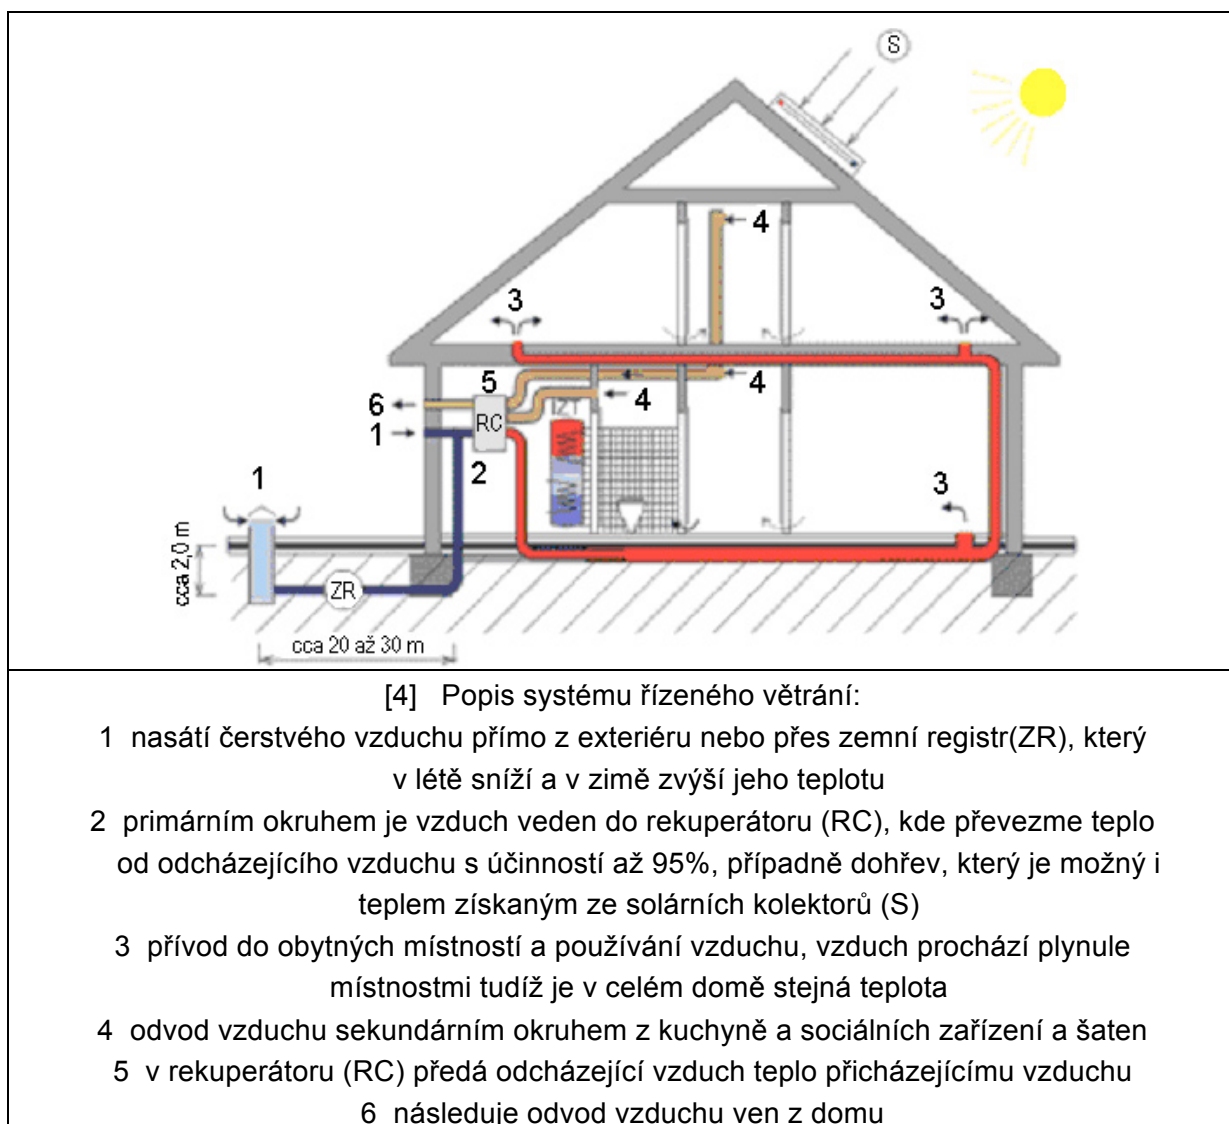 S
4
3
3
5
4
6
4
IZT
RC
1
2
1
3
cca 2,0 m
ZR
cca 20 až 30 m
[4] Popis systému řízeného větrání:
1 nasátí čerstvého vzduchu přímo z exteriéru nebo přes zemní registr(ZR), který
v létě sníží a v zimě zvýší jeho teplotu
2 primárním okruhem je vzduch veden do rekuperátoru (RC), kde převezme teplo
od odcházejícího vzduchu s účinností až 95%, případně dohřev, který je možný i
teplem získaným ze solárních kolektorů (S)
3 přívod do obytných místností a používání vzduchu, vzduch prochází plynule
místnostmi tudíž je v celém domě stejná teplota
4 odvod vzduchu sekundárním okruhem z kuchyně a sociálních zařízení a šaten
5 v rekuperátoru (RC) předá odcházející vzduch teplo přicházejícímu vzduchu
6 následuje odvod vzduchu ven z domu